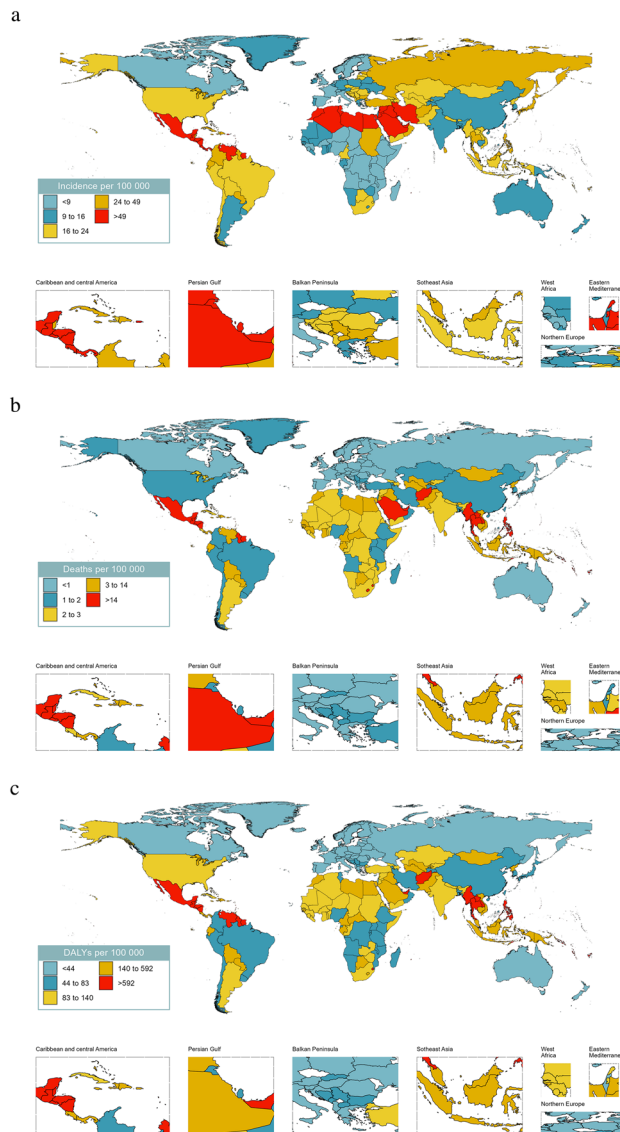 a
Incidence per 100 000
<9
24 to 49
9 to 16
>49
16 to 24
Caribbean and central America
Persian Gulf
Balkan Peninsula
Sotheast Asia
West
Africa
Eastern
Mediterrane
Northern Europe
b
Deaths per 100 000
<1
3 to 14
1 to 2
>14
2 to 3
Caribbean and central America
Persian Gulf
Balkan Peninsula
Sotheast Asia
West
Africa
Eastern
Mediterrane
Northern Europe
c
DALYs per 100 000
<44
140 to 592
44 to 83
>592
83 to 140
Caribbean and central America
Persian Gulf
Balkan Peninsula
Sotheast Asia
West
Africa
Eastern
Mediterrane
Northern Europe